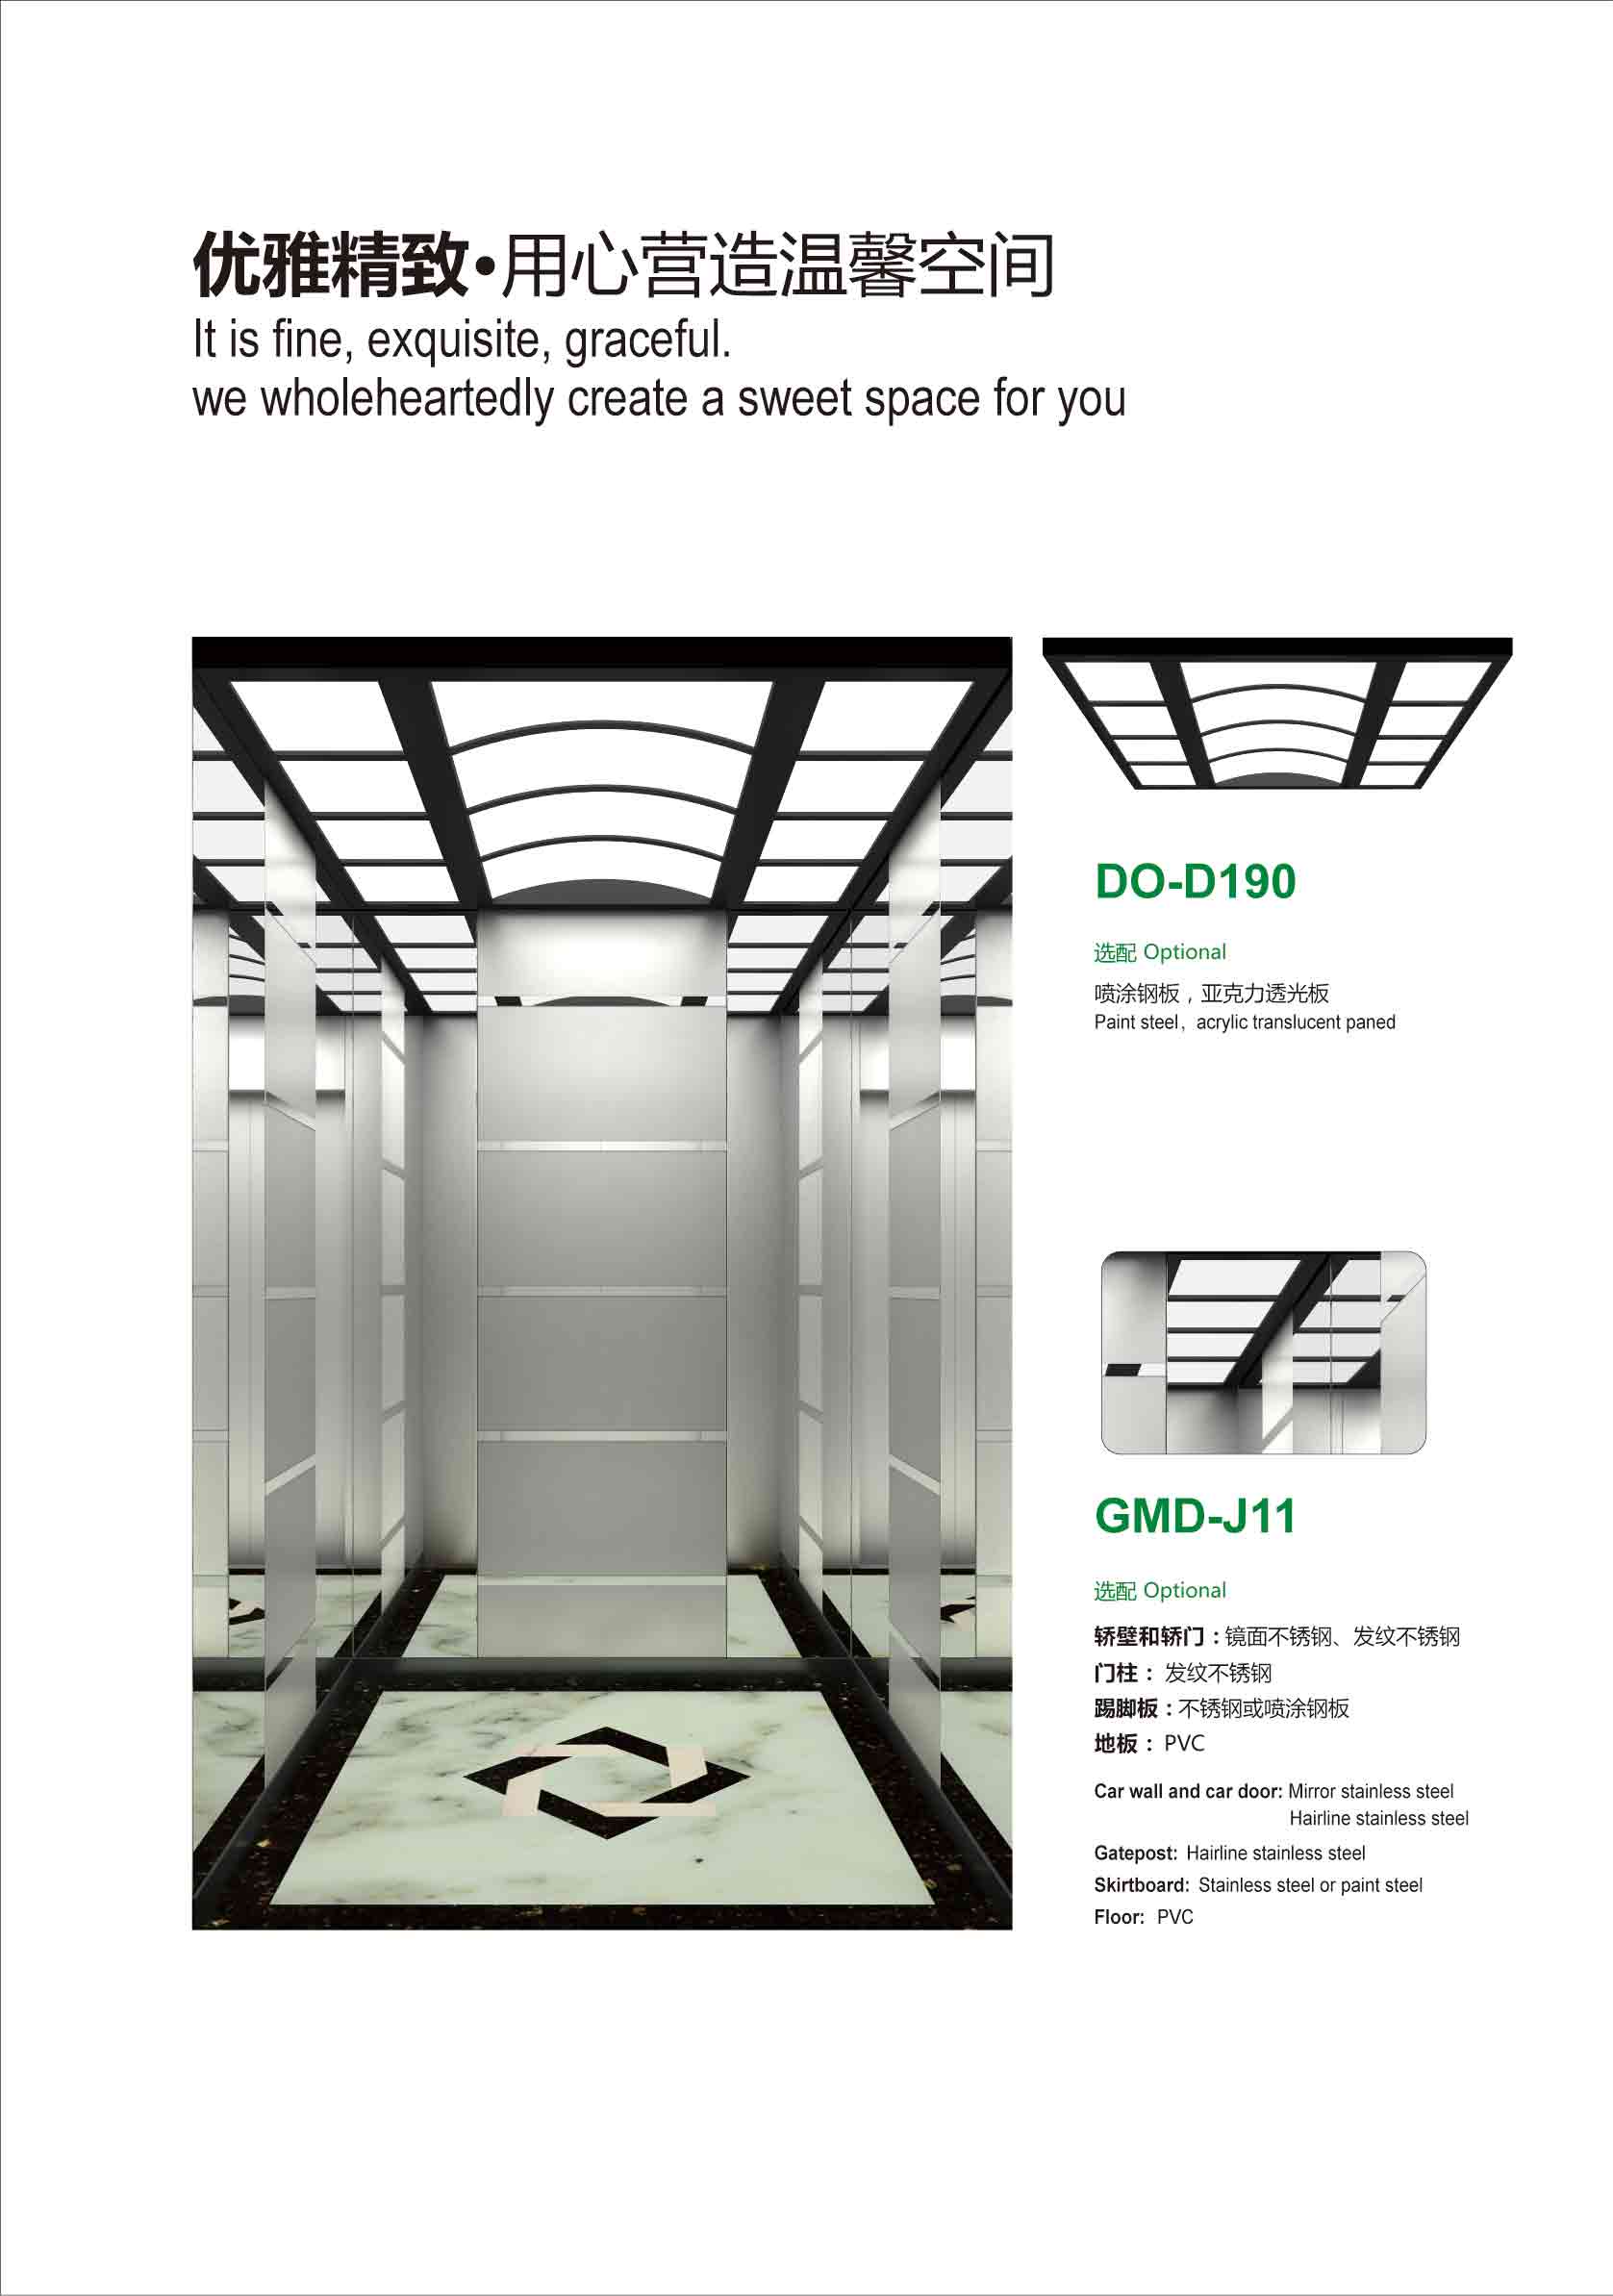 优雅精致•用心营造温馨空间
It is fine, exquisite, graceful.
we wholeheartedly create a sweet space for you
DO-D190
选配 Optional
喷涂钢板，亚克力透光板
Paint steel, acrylic translucent paned
GMD-J11
选配 Optional
轿壁和轿门：镜面不锈钢、发纹不锈钢
门柱： 发纹不锈钢
踢脚板：不锈钢或喷涂钢板
地板： PVC
Car wall and car door: Mirror stainless steel
Hairline stainless steel
Gatepost: Hairline stainless steel
Skirtboard: Stainless steel or paint steel
Floor: PVC